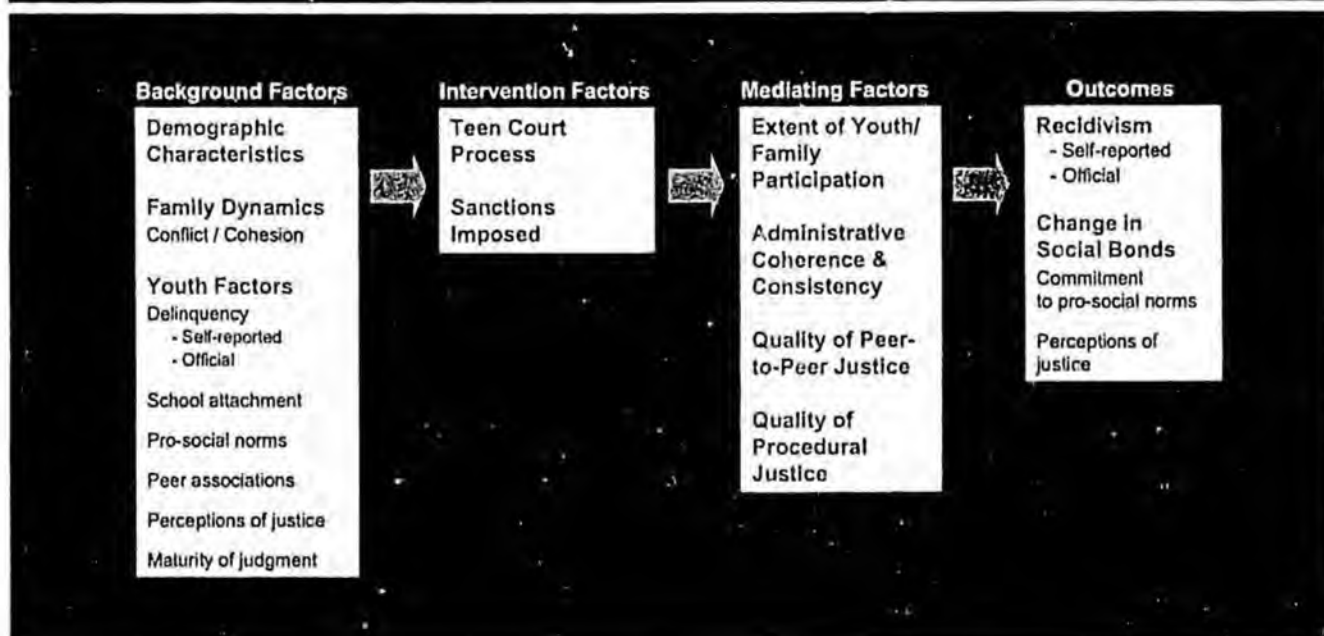 Background Factors
Demographic
Characteristics
Family Dynamics
Conflict / Cohesion
Youth Factors
Delinquency
- Self-reported
- Official
School attachment
Pro-social norms
Peer associations
Perceptions of justice
Maturity of judgment
Intervention Factors
Teen Court
Process
Sanctions
Imposed
Mediating Factors
Extent of Youth/
Family
Participation
Administrative
Coherence &
Consistency
Quality of Peer-
to-Peer Justice
Quality of
Procedural
Justice
Outcomes
Recidivism
- Self-reported
- Official
Change in
Social Bonds
Commitment
to pro-social norms
Perceptions of
justice